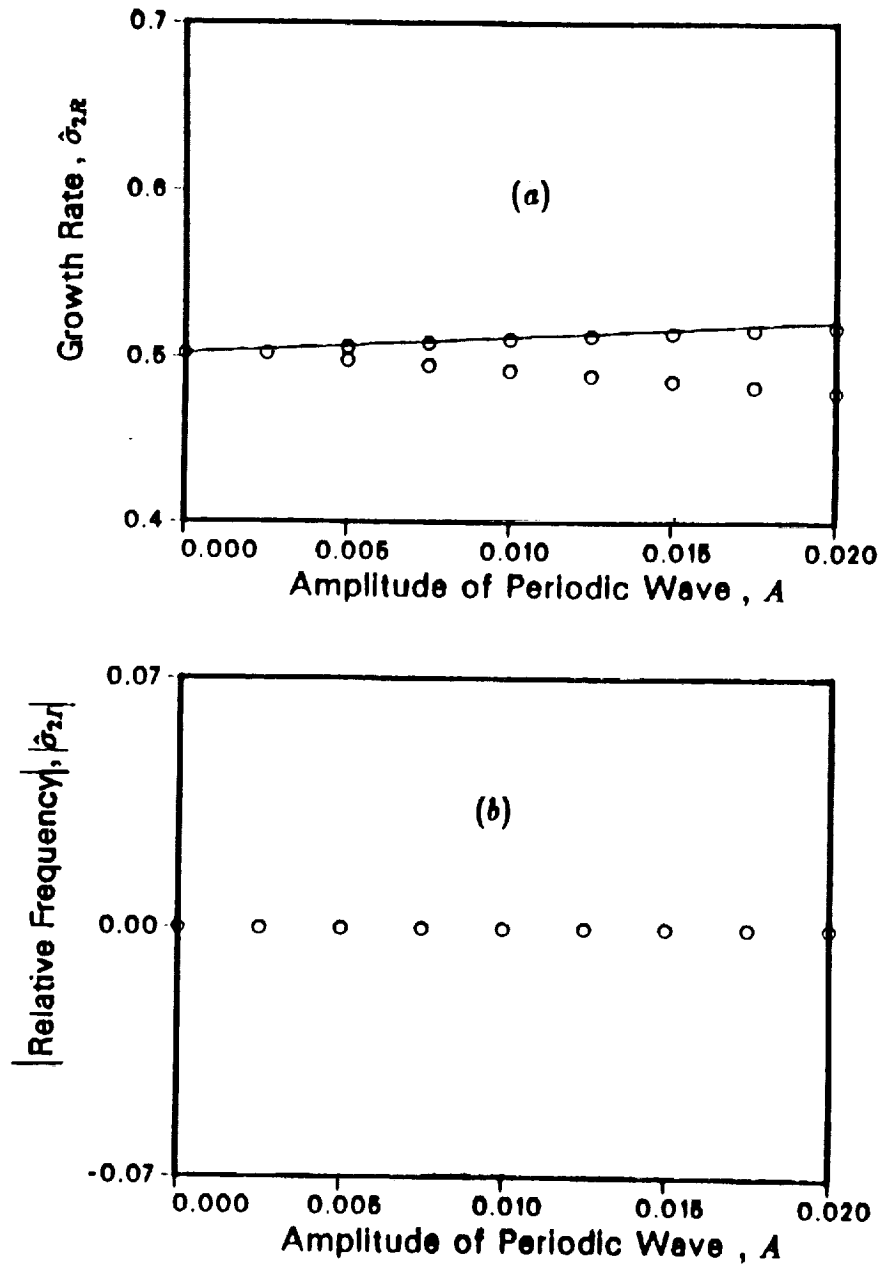 0.7
0.6
0.5
0.4
Growth Rate , σ̂₂R
(a)
0.000 0.005 0.010 0.015 0.020
Amplitude of Periodic Wave , A
0.07
0.00
-0.07
|Relative Frequency|, |σ̂₂I|
(b)
0.000 0.005 0.010 0.015 0.020
Amplitude of Periodic Wave , A